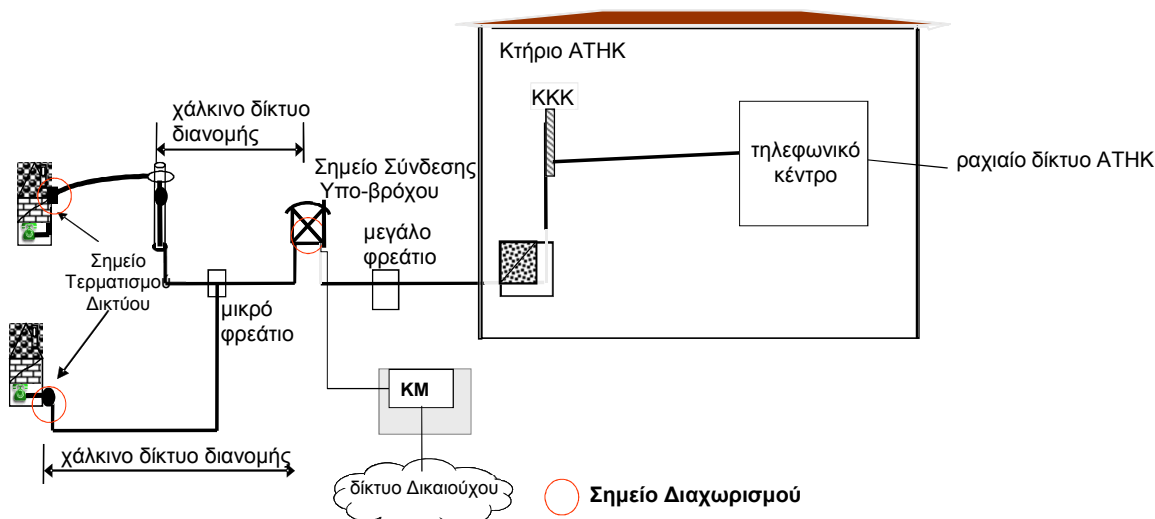 Κτήριο ΑΤΗΚ
ΚΚΚ
χάλκινο δίκτυο
διανομής
Σημείο Σύνδεσης
Υπο-βρόχου
τηλεφωνικό
κέντρο
ραχιαίο δίκτυο ΑΤΗΚ
μεγάλο
φρεάτιο
Σημείο
Τερματισμού
Δικτύου
μικρό
φρεάτιο
ΚΜ
χάλκινο δίκτυο διανομής
δίκτυο Δικαιούχου
Σημείο Διαχωρισμού